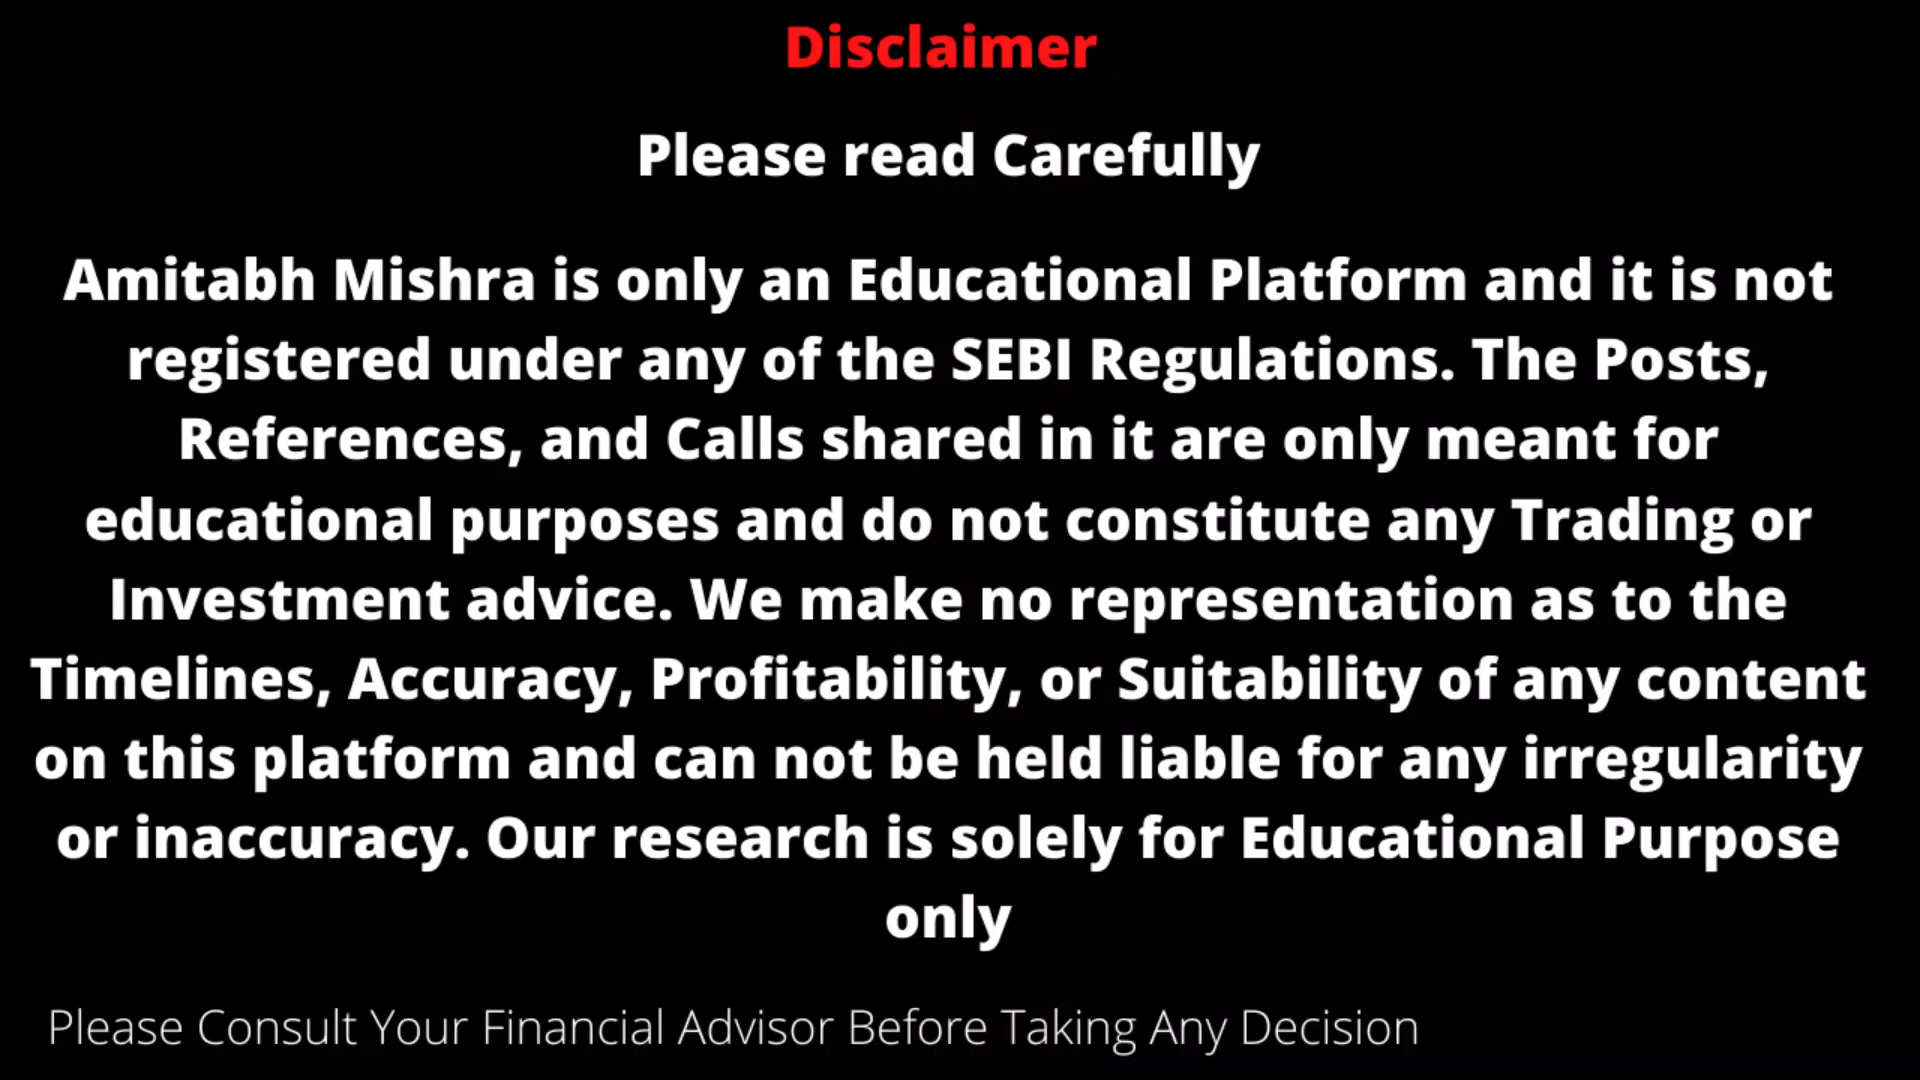 Disclaimer
Please read Carefully
Amitabh Mishra is only an Educational Platform and it is not
registered under any of the SEBI Regulations. The Posts,
References, and Calls shared in it are only meant for
educational purposes and do not constitute any Trading or
Investment advice. We make no representation as to the
Timelines, Accuracy, Profitability, or Suitability of any content
on this platform and can not be held liable for any irregularity
or inaccuracy. Our research is solely for Educational Purpose
only
Please Consult Your Financial Advisor Before Taking Any Decision